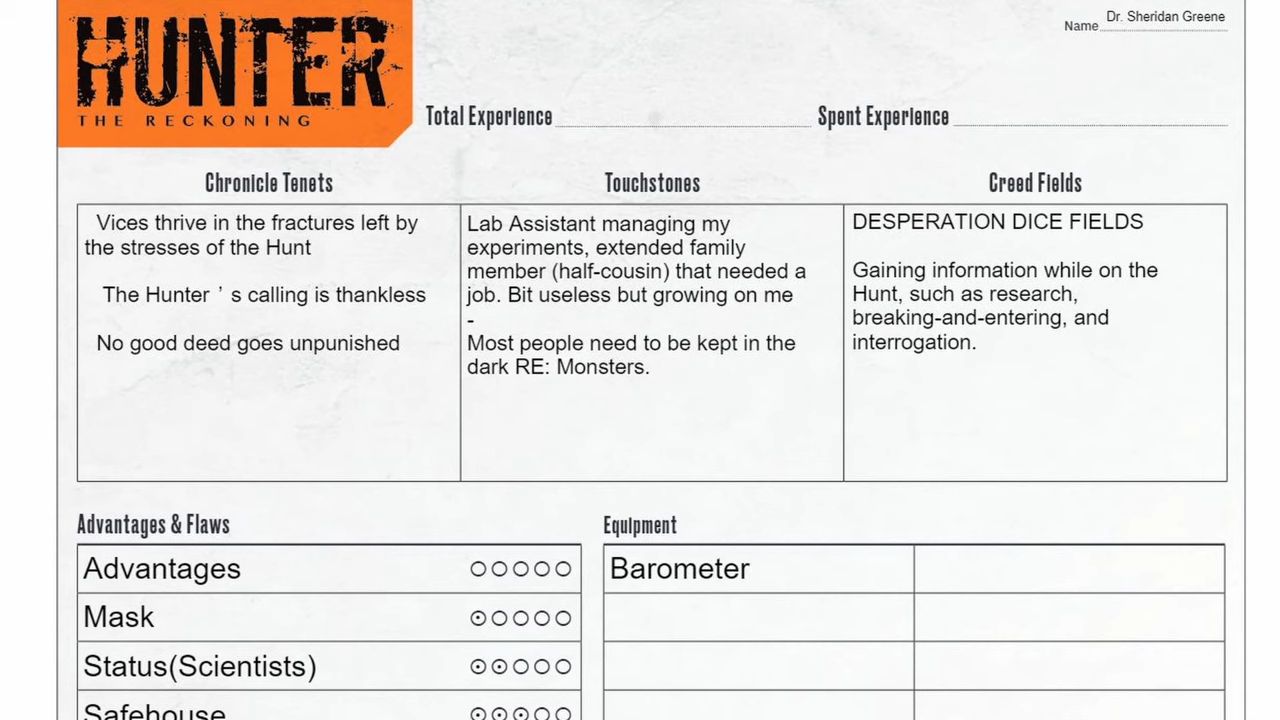 HUNTER
THE RECKONING
Name Dr. Sheridan Greene
Total Experience
Spent Experience
Chronicle Tenets
Vices thrive in the fractures left by
the stresses of the Hunt
The Hunter ’ s calling is thankless
No good deed goes unpunished
Touchstones
Lab Assistant managing my
experiments, extended family
member (half-cousin) that needed a
job. Bit useless but growing on me
-
Most people need to be kept in the
dark RE: Monsters.
Creed Fields
DESPERATION DICE FIELDS
Gaining information while on the
Hunt, such as research,
breaking-and-entering, and
interrogation.
Advantages & Flaws
Advantages
Mask
Status(Scientists)
Safehouse
Equipment
Barometer